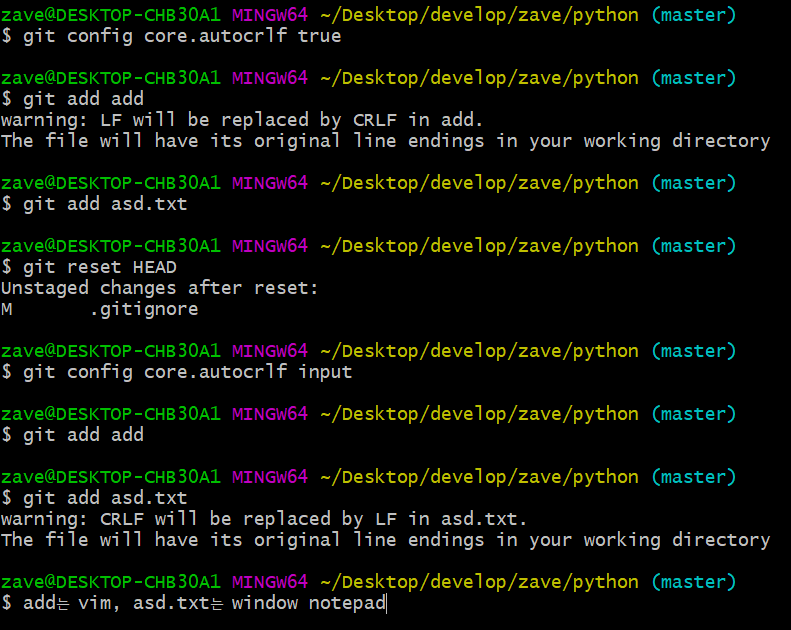 zave@DESKTOP-CHB30A1 MINGW64 ~/Desktop/develop/zave/python (master)
$ git config core.autocrlf true
zave@DESKTOP-CHB30A1 MINGW64 ~/Desktop/develop/zave/python (master)
$ git add add
warning: LF will be replaced by CRLF in add.
The file will have its original line endings in your working directory
zave@DESKTOP-CHB30A1 MINGW64 ~/Desktop/develop/zave/python (master)
$ git add asd.txt
zave@DESKTOP-CHB30A1 MINGW64 ~/Desktop/develop/zave/python (master)
$ git reset HEAD
Unstaged changes after reset:
M       .gitignore
zave@DESKTOP-CHB30A1 MINGW64 ~/Desktop/develop/zave/python (master)
$ git config core.autocrlf input
zave@DESKTOP-CHB30A1 MINGW64 ~/Desktop/develop/zave/python (master)
$ git add add
zave@DESKTOP-CHB30A1 MINGW64 ~/Desktop/develop/zave/python (master)
$ git add asd.txt
warning: CRLF will be replaced by LF in asd.txt.
The file will have its original line endings in your working directory
zave@DESKTOP-CHB30A1 MINGW64 ~/Desktop/develop/zave/python (master)
$ add는 vim, asd.txt는 window notepad